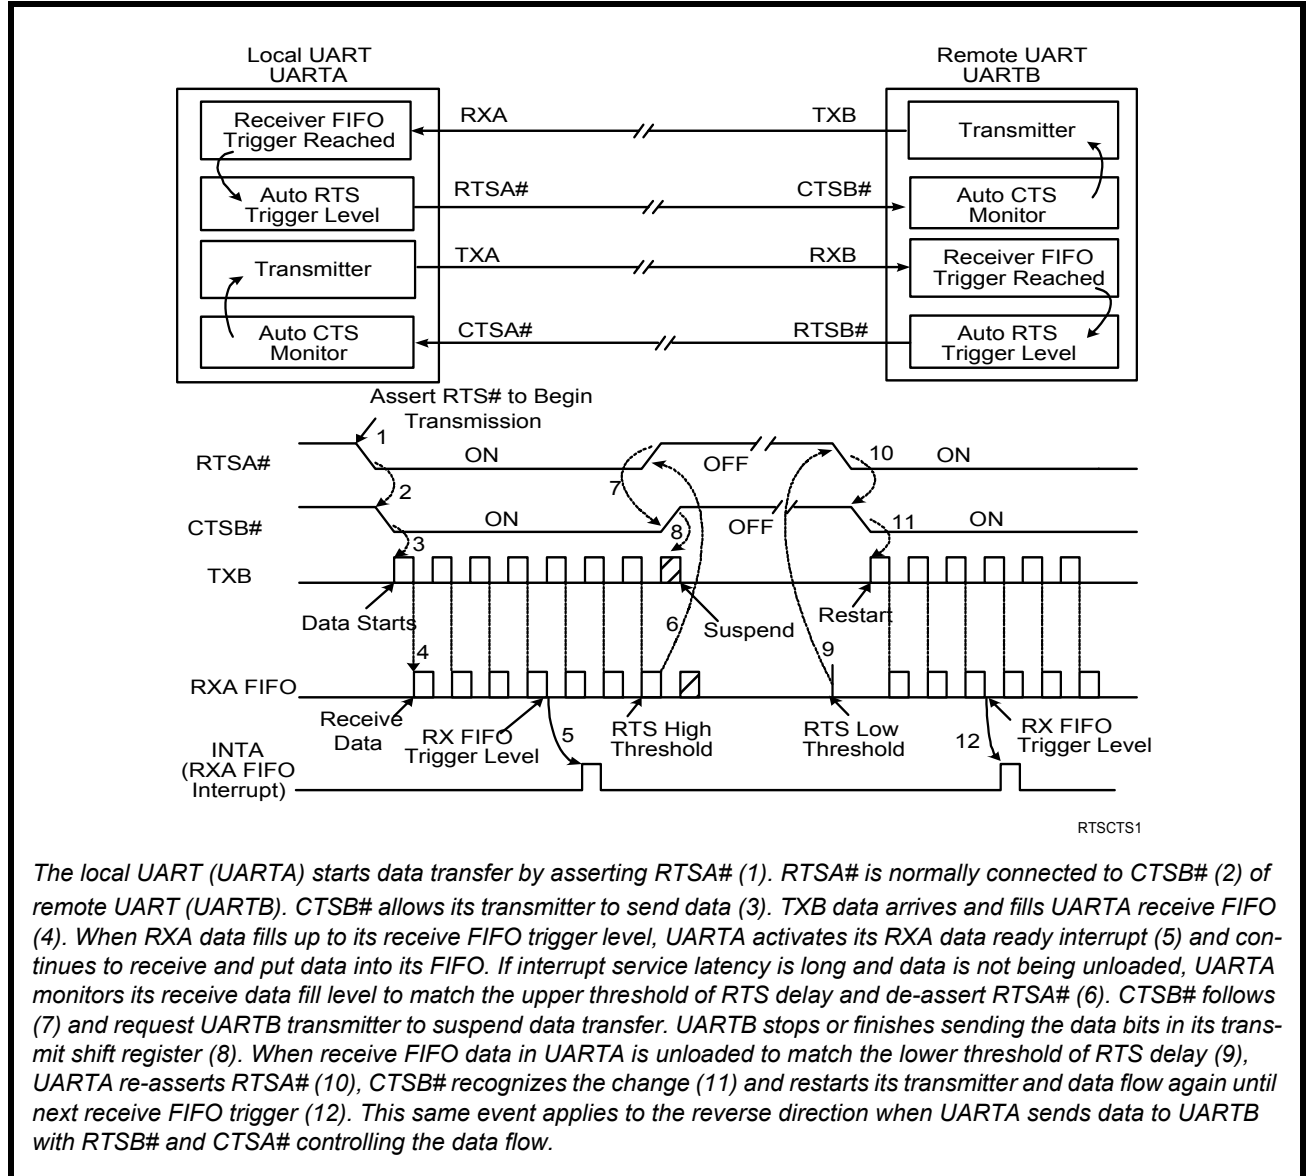 Local UART
UARTA
Remote UART
UARTB
Receiver FIFO
Trigger Reached
RXA
TXB
Transmitter
Auto RTS
Trigger Level
RTSA#
CTSB#
Auto CTS
Monitor
Transmitter
TXA
RXB
Receiver FIFO
Trigger Reached
Auto CTS
Monitor
CTSA#
RTSB#
Auto RTS
Trigger Level
Assert RTS# to Begin
Transmission
RTSA#
1
ON
OFF
10
ON
2
7
CTSB#
ON
8
OFF
11
ON
3
TXB
Data Starts
6
Suspend
Restart
4
9
RXA FIFO
Receive
Data
RX FIFO
Trigger Level
5
RTS High
Threshold
RTS Low
Threshold
12
RX FIFO
Trigger Level
INTA
(RXA FIFO
Interrupt)
RTSCTS1
The local UART (UARTA) starts data transfer by asserting RTSA# (1). RTSA# is normally connected to CTSB# (2) of
remote UART (UARTB). CTSB# allows its transmitter to send data (3). TXB data arrives and fills UARTA receive FIFO
(4). When RXA data fills up to its receive FIFO trigger level, UARTA activates its RXA data ready interrupt (5) and con-
tinues to receive and put data into its FIFO. If interrupt service latency is long and data is not being unloaded, UARTA
monitors its receive data fill level to match the upper threshold of RTS delay and de-assert RTSA# (6). CTSB# follows
(7) and request UARTB transmitter to suspend data transfer. UARTB stops or finishes sending the data bits in its trans-
mit shift register (8). When receive FIFO data in UARTA is unloaded to match the lower threshold of RTS delay (9),
UARTA re-asserts RTSA# (10), CTSB# recognizes the change (11) and restarts its transmitter and data flow again until
next receive FIFO trigger (12). This same event applies to the reverse direction when UARTA sends data to UARTB
with RTSB# and CTSA# controlling the data flow.